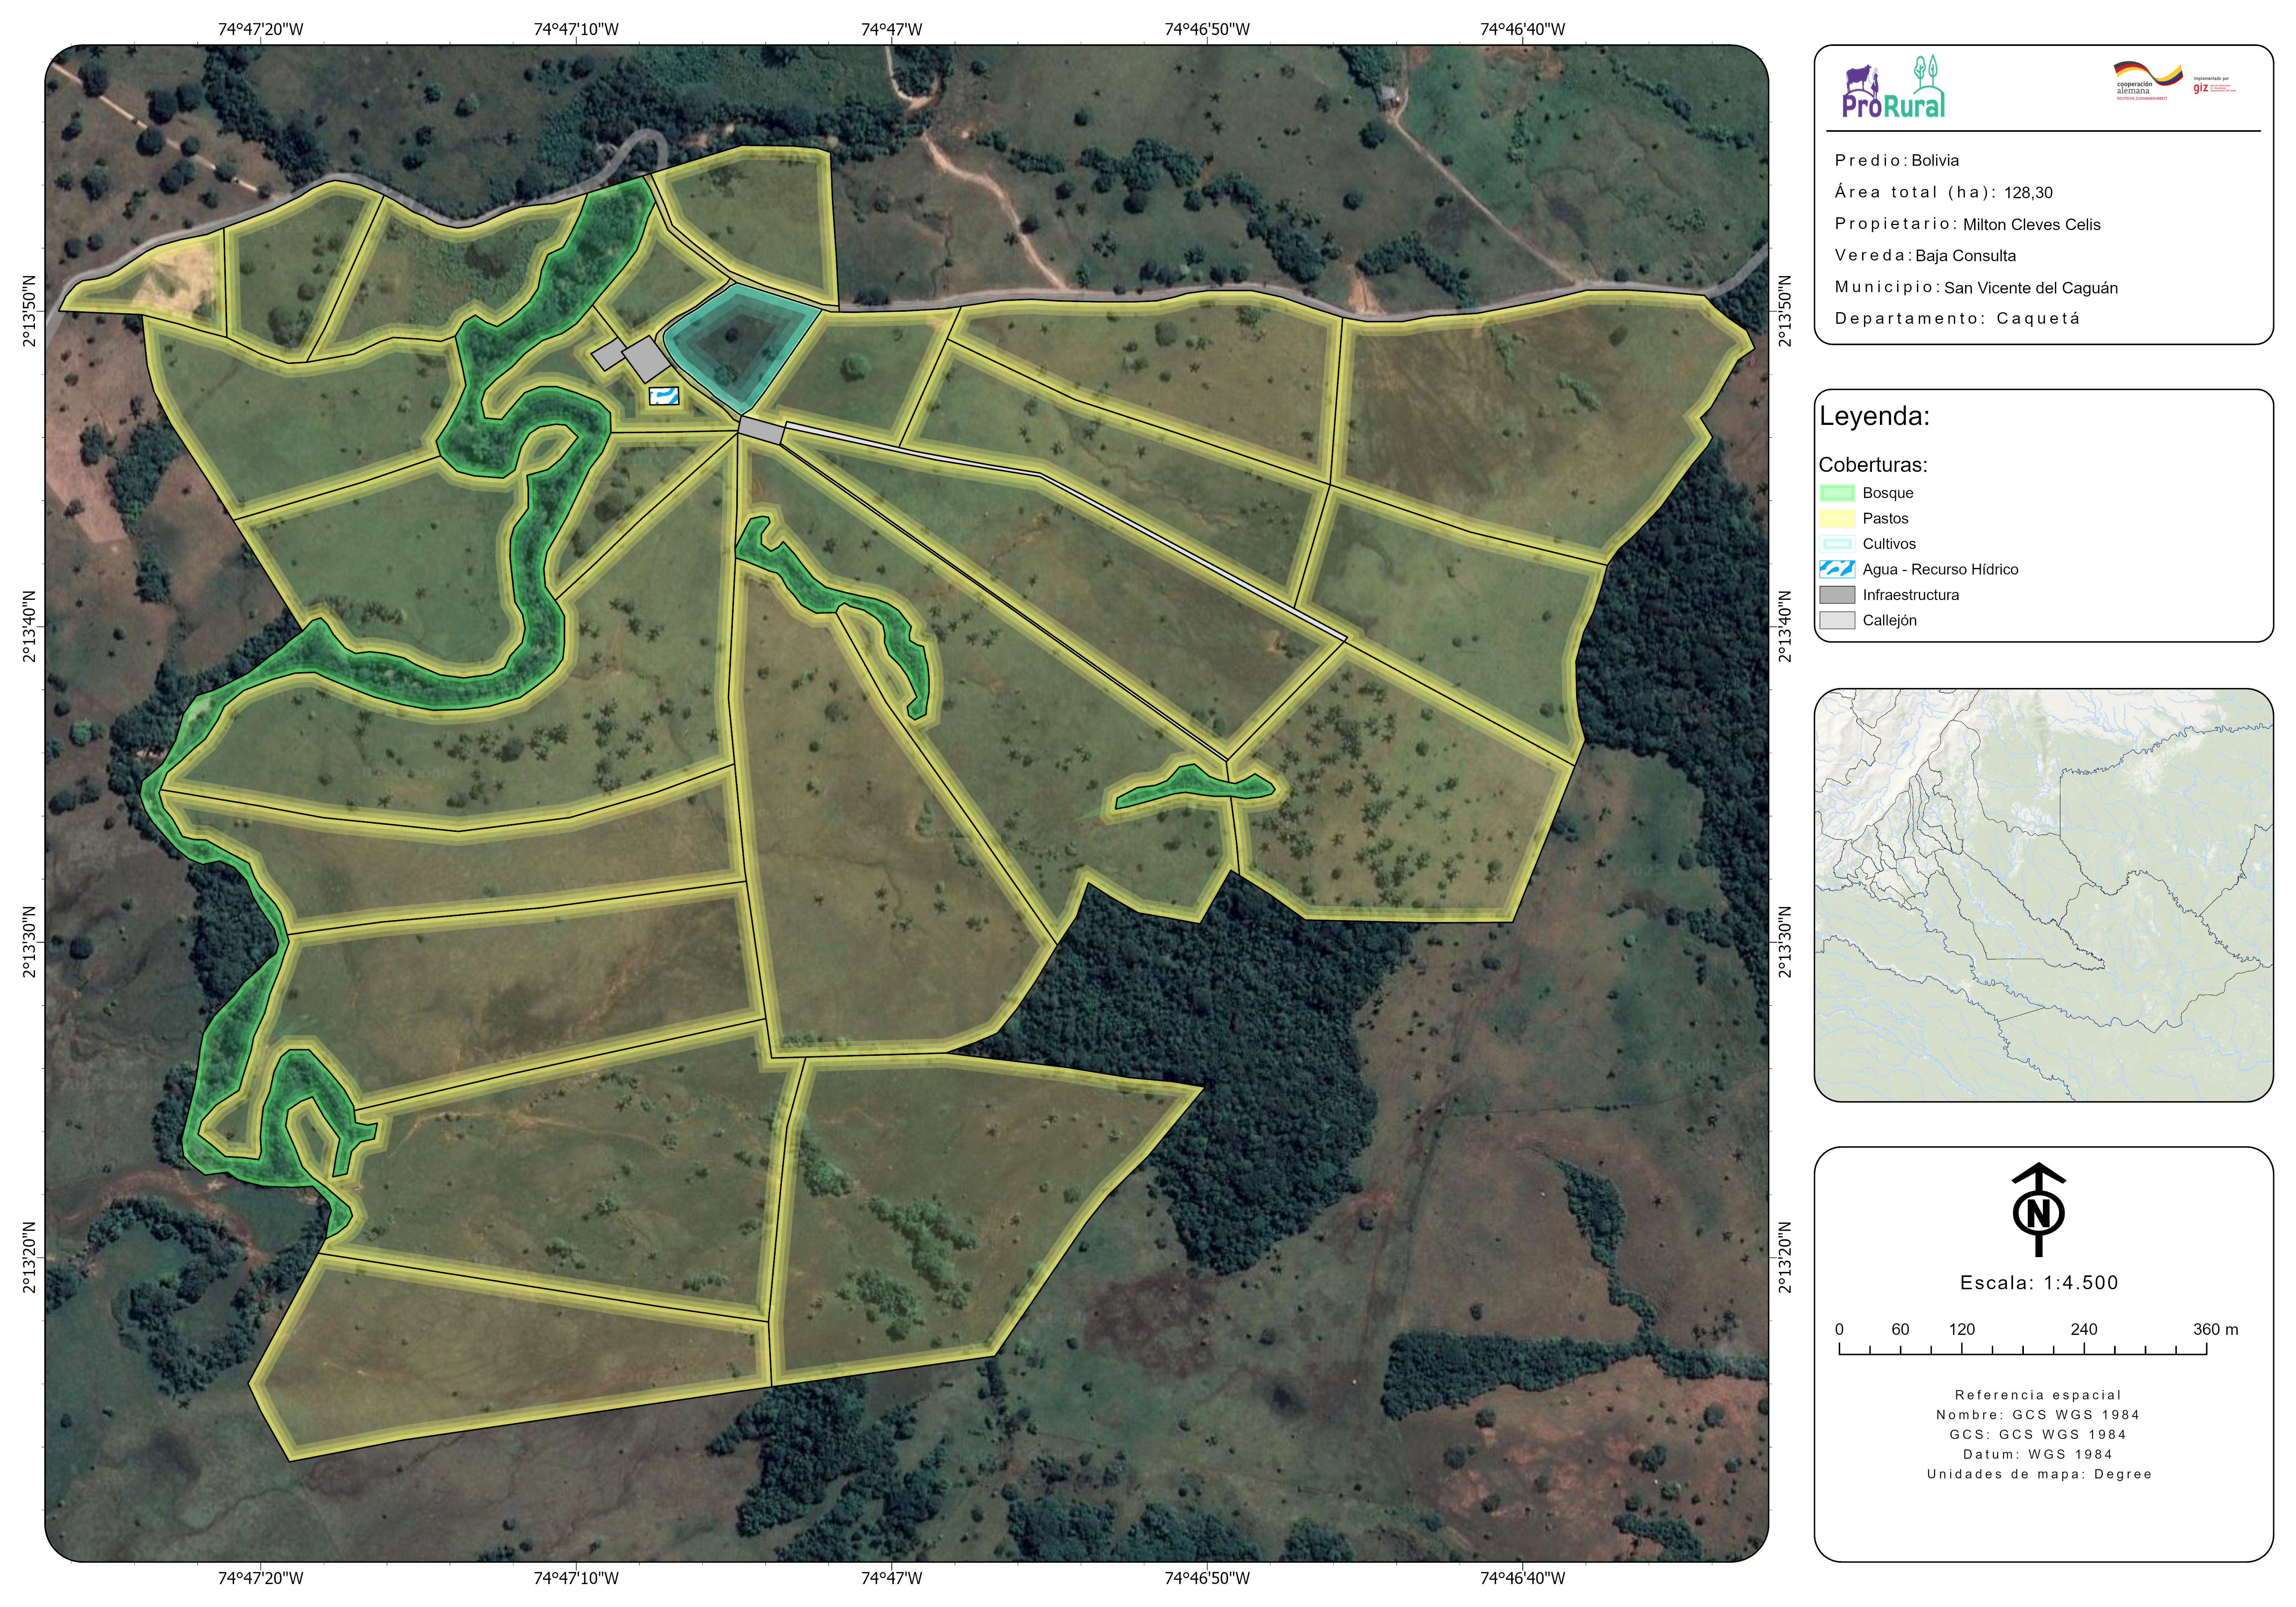 74°47'20"W 74°47'10"W 74°47'W 74°46'50"W 74°46'40"W
2°13'50"N
2°13'40"N
2°13'30"N
2°13'20"N
2°13'50"N
2°13'40"N
2°13'30"N
2°13'20"N
74°47'20"W 74°47'10"W 74°47'W 74°46'50"W 74°46'40"W
ProRural
cooperación
alemana
DEUTSCHE ZUSAMMENARBEIT
Implementada por
giz
Predio: Bolivia
Área total (ha): 128,30
Propietario: Milton Cleves Celis
Vereda: Baja Consulta
Municipio: San Vicente del Caguán
Departamento: Caquetá
Leyenda:
Coberturas:
Bosque
Pastos
Cultivos
Agua - Recurso Hídrico
Infraestructura
Callejón
N
Escala: 1:4.500
0 60 120 240 360 m
Referencia espacial
Nombre: GCS WGS 1984
GCS: GCS WGS 1984
Datum: WGS 1984
Unidades de mapa: Degree